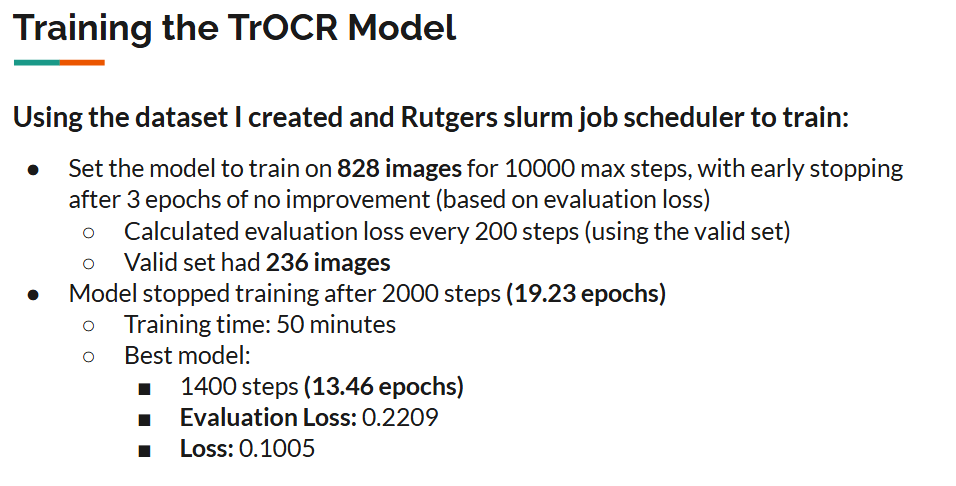 Training the TrOCR Model
Using the dataset I created and Rutgers slurm job scheduler to train:
● Set the model to train on 828 images for 10000 max steps, with early stopping
after 3 epochs of no improvement (based on evaluation loss)
○ Calculated evaluation loss every 200 steps (using the valid set)
○ Valid set had 236 images
● Model stopped training after 2000 steps (19.23 epochs)
○ Training time: 50 minutes
○ Best model:
■ 1400 steps (13.46 epochs)
■ Evaluation Loss: 0.2209
■ Loss: 0.1005